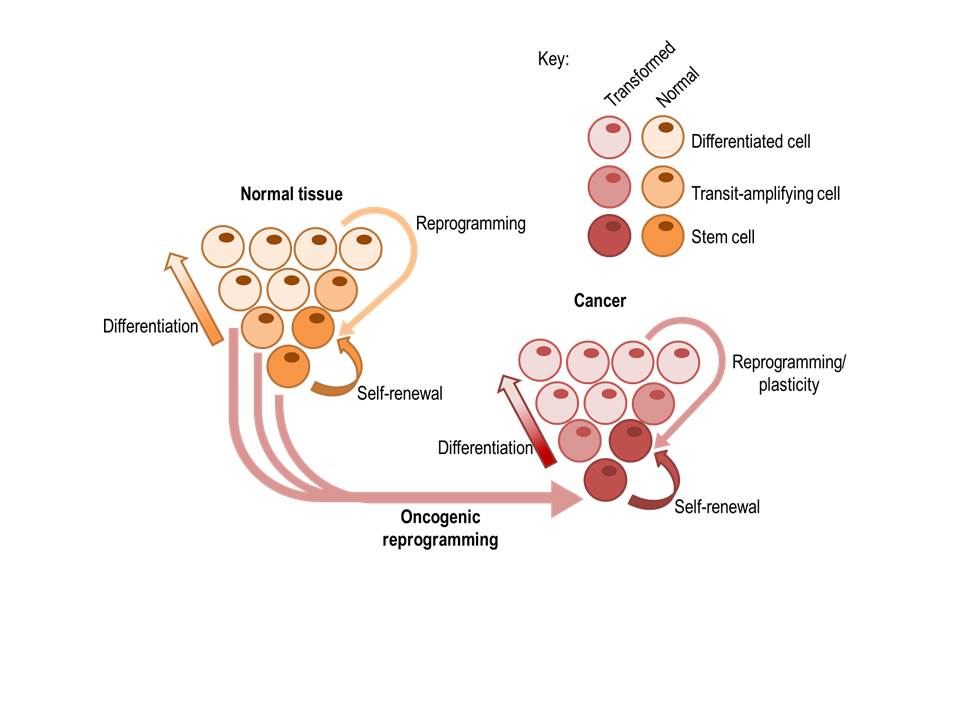 Key:
Transformed
Normal
Differentiated cell
Transit-amplifying cell
Stem cell
Normal tissue
Reprogramming
Differentiation
Self-renewal
Cancer
Reprogramming/
plasticity
Differentiation
Self-renewal
Oncogenic
reprogramming